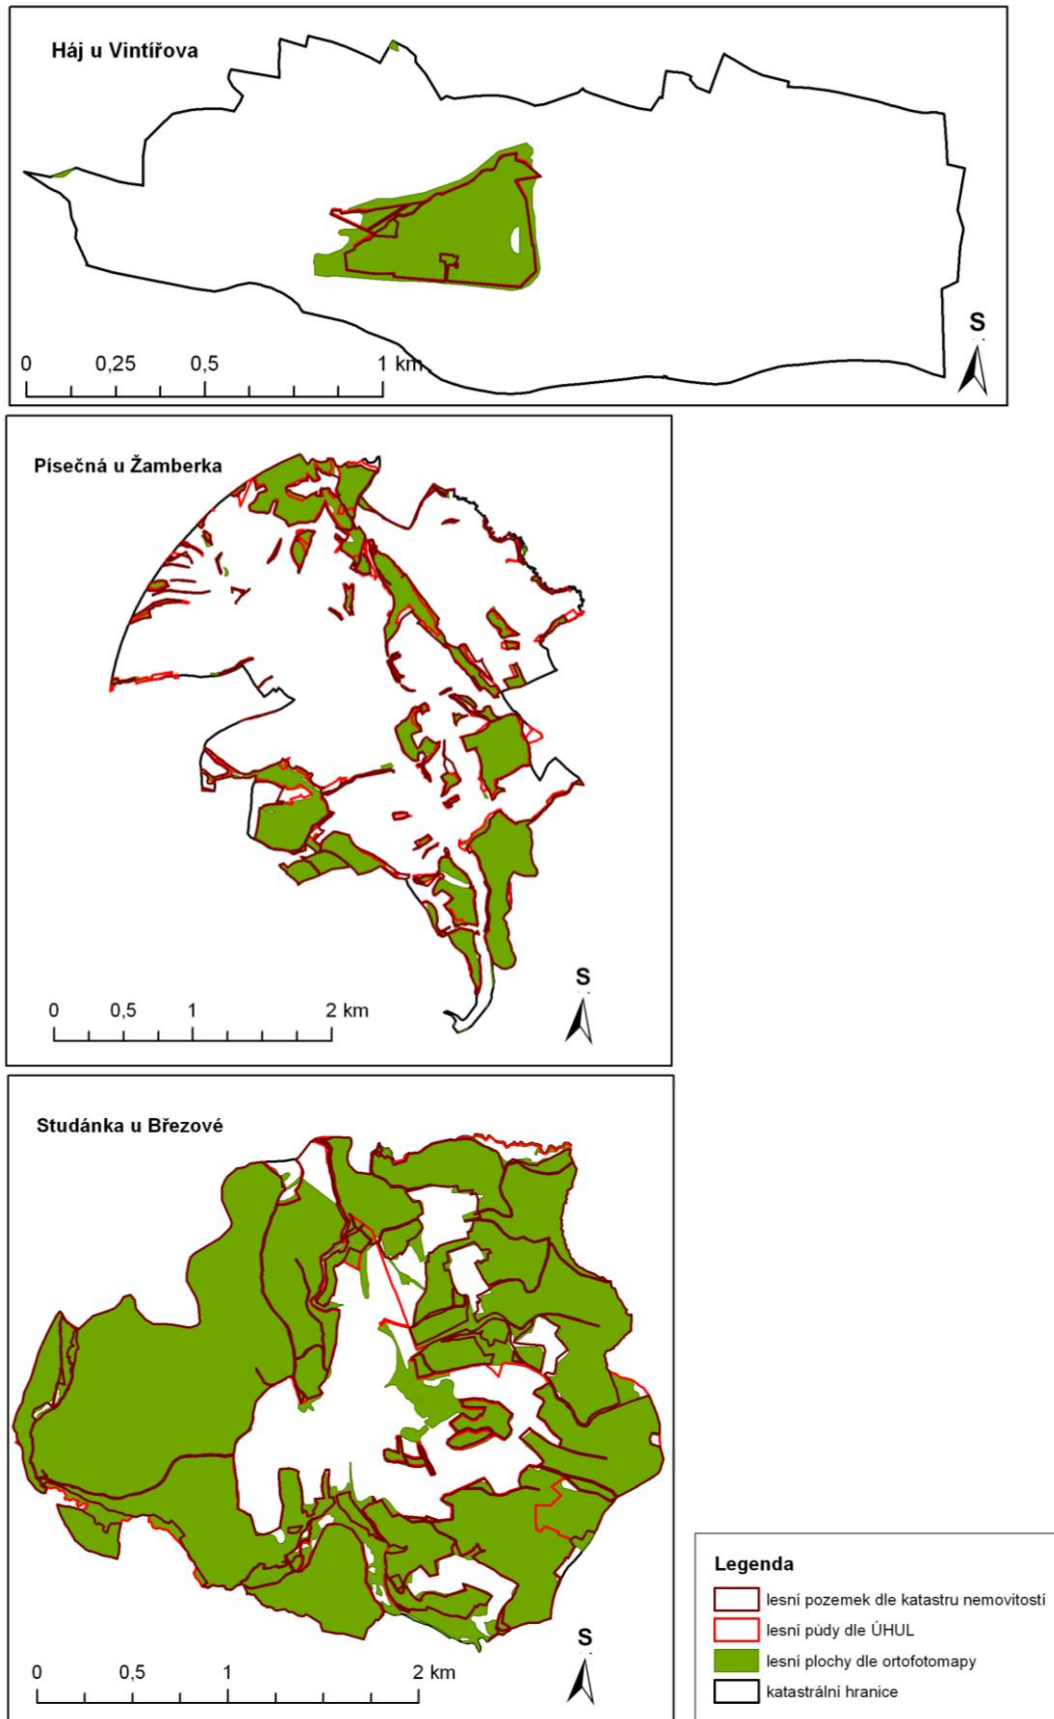 Háj u Vintířova
S
0 0,25 0,5 1 km
Písečná u Žamberka
S
0 0,5 1 2 km
Studánka u Březové
S
0 0,5 1 2 km
Legenda
lesní pozemek dle katastru nemovitostí
lesní půdy dle ÚHUL
lesní plochy dle ortofotomapy
katastrální hranice